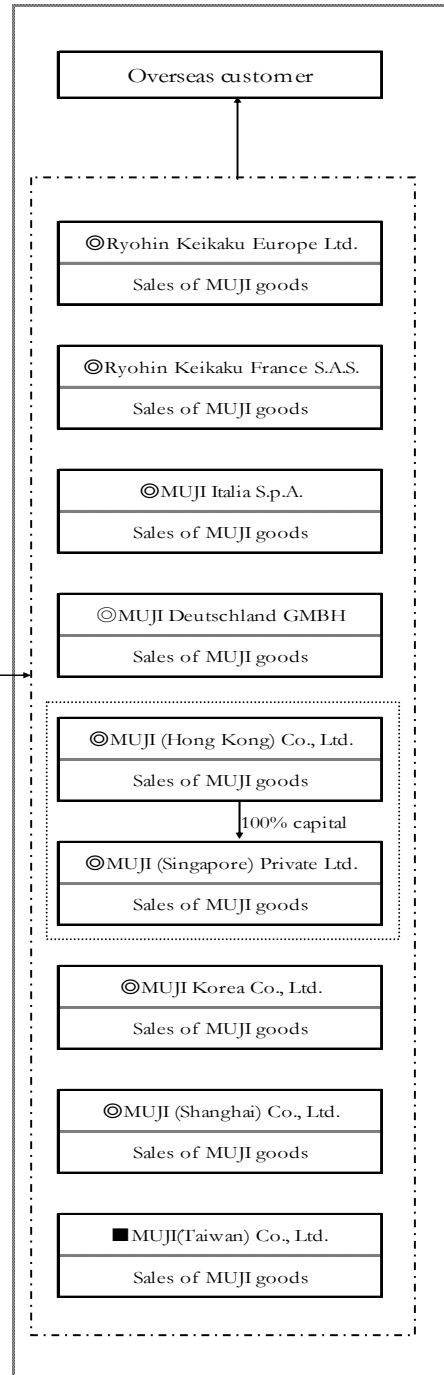 Overseas customer
◎Ryohin Keikaku Europe Ltd.
Sales of MUJI goods
◎Ryohin Keikaku France S.A.S.
Sales of MUJI goods
◎MUJI Italia S.p.A.
Sales of MUJI goods
◎MUJI Deutschland GMBH
Sales of MUJI goods
◎MUJI (Hong Kong) Co., Ltd.
Sales of MUJI goods
100% capital
◎MUJI (Singapore) Private Ltd.
Sales of MUJI goods
◎MUJI Korea Co., Ltd.
Sales of MUJI goods
◎MUJI (Shanghai) Co., Ltd.
Sales of MUJI goods
■MUJI(Taiwan) Co., Ltd.
Sales of MUJI goods